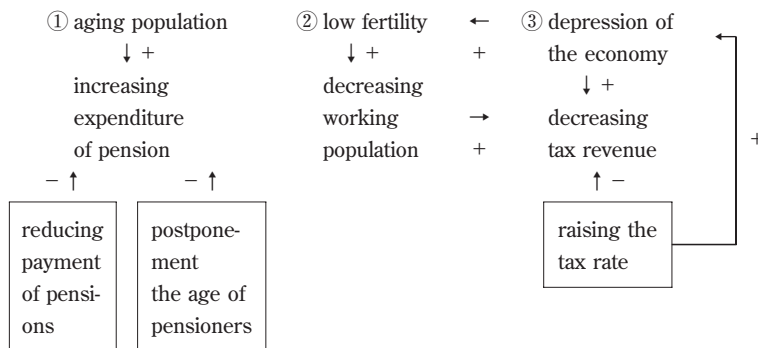 ① aging population
↓ +
increasing
expenditure
of pension
− ↑
− ↑
reducing
payment
of pensi-
ons
postpone-
ment
the age of
pensioners
② low fertility
↓ +
decreasing
working
population
←
+
→
+
③ depression of
the economy
↓ +
decreasing
tax revenue
↑ −
raising the
tax rate
+